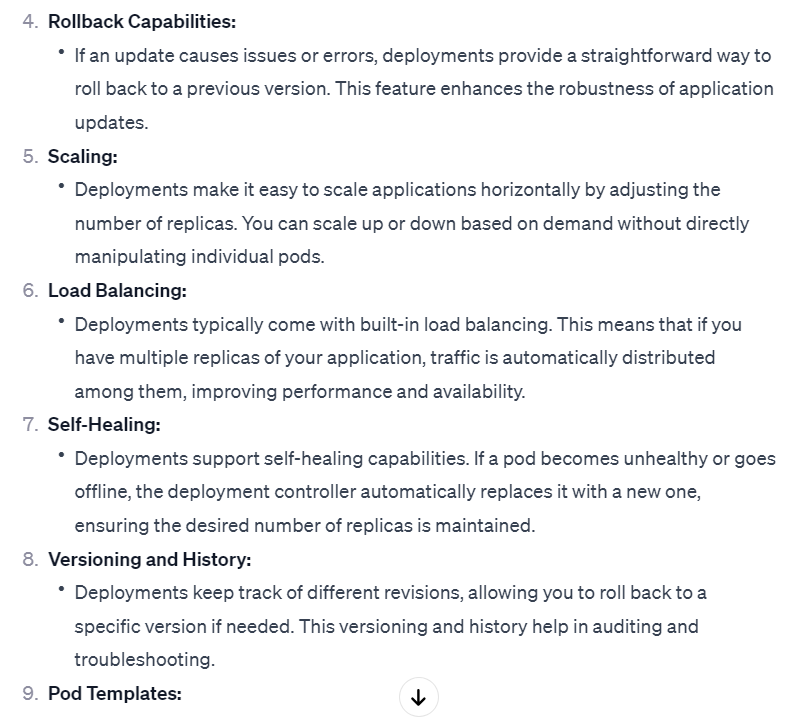 4. Rollback Capabilities:
• If an update causes issues or errors, deployments provide a straightforward way to
roll back to a previous version. This feature enhances the robustness of application
updates.
5. Scaling:
• Deployments make it easy to scale applications horizontally by adjusting the
number of replicas. You can scale up or down based on demand without directly
manipulating individual pods.
6. Load Balancing:
• Deployments typically come with built-in load balancing. This means that if you
have multiple replicas of your application, traffic is automatically distributed
among them, improving performance and availability.
7. Self-Healing:
• Deployments support self-healing capabilities. If a pod becomes unhealthy or goes
offline, the deployment controller automatically replaces it with a new one,
ensuring the desired number of replicas is maintained.
8. Versioning and History:
• Deployments keep track of different revisions, allowing you to roll back to a
specific version if needed. This versioning and history help in auditing and
troubleshooting.
9. Pod Templates: